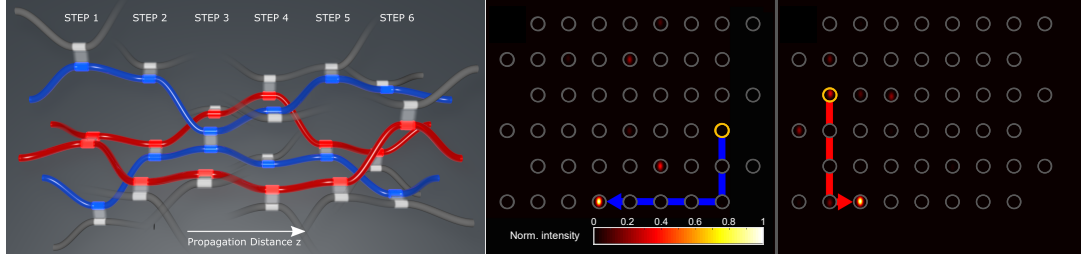 STEP 1 STEP 2 STEP 3 STEP 4 STEP 5 STEP 6
Propagation Distance z
0 0.2 0.4 0.6 0.8 1
Norm. intensity